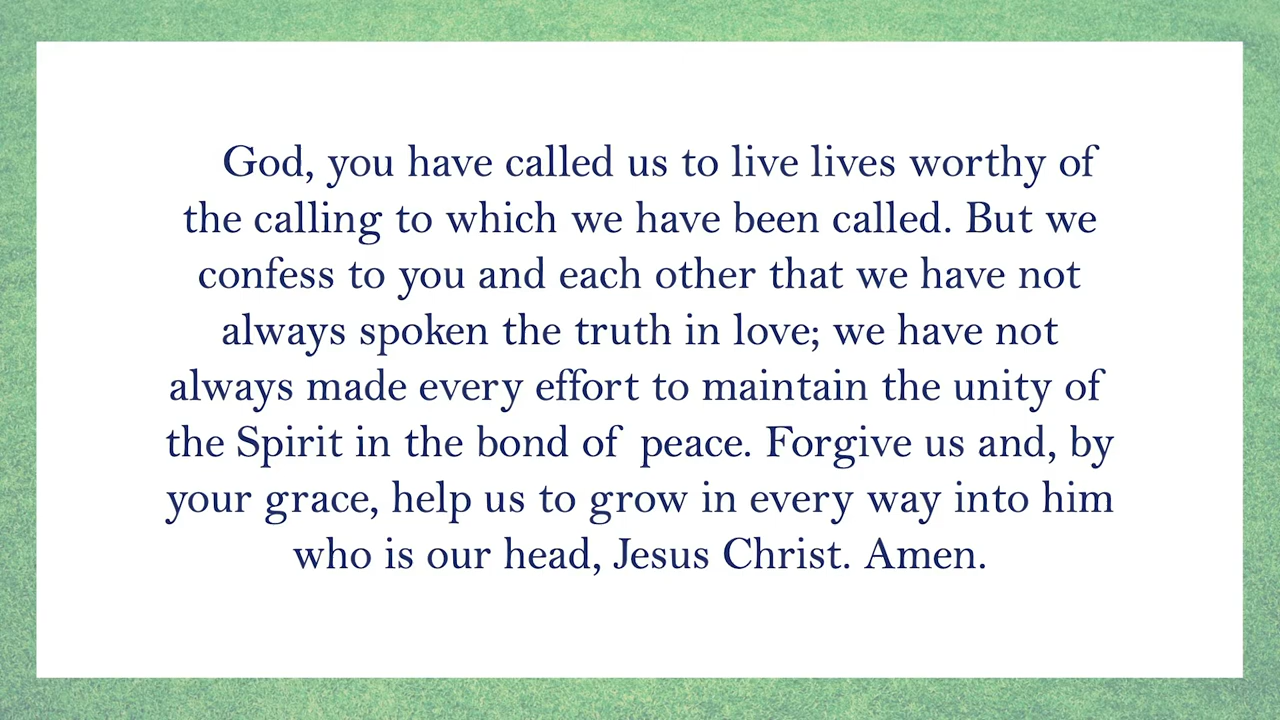 God, you have called us to live lives worthy of
the calling to which we have been called. But we
confess to you and each other that we have not
always spoken the truth in love; we have not
always made every effort to maintain the unity of
the Spirit in the bond of peace. Forgive us and, by
your grace, help us to grow in every way into him
who is our head, Jesus Christ. Amen.